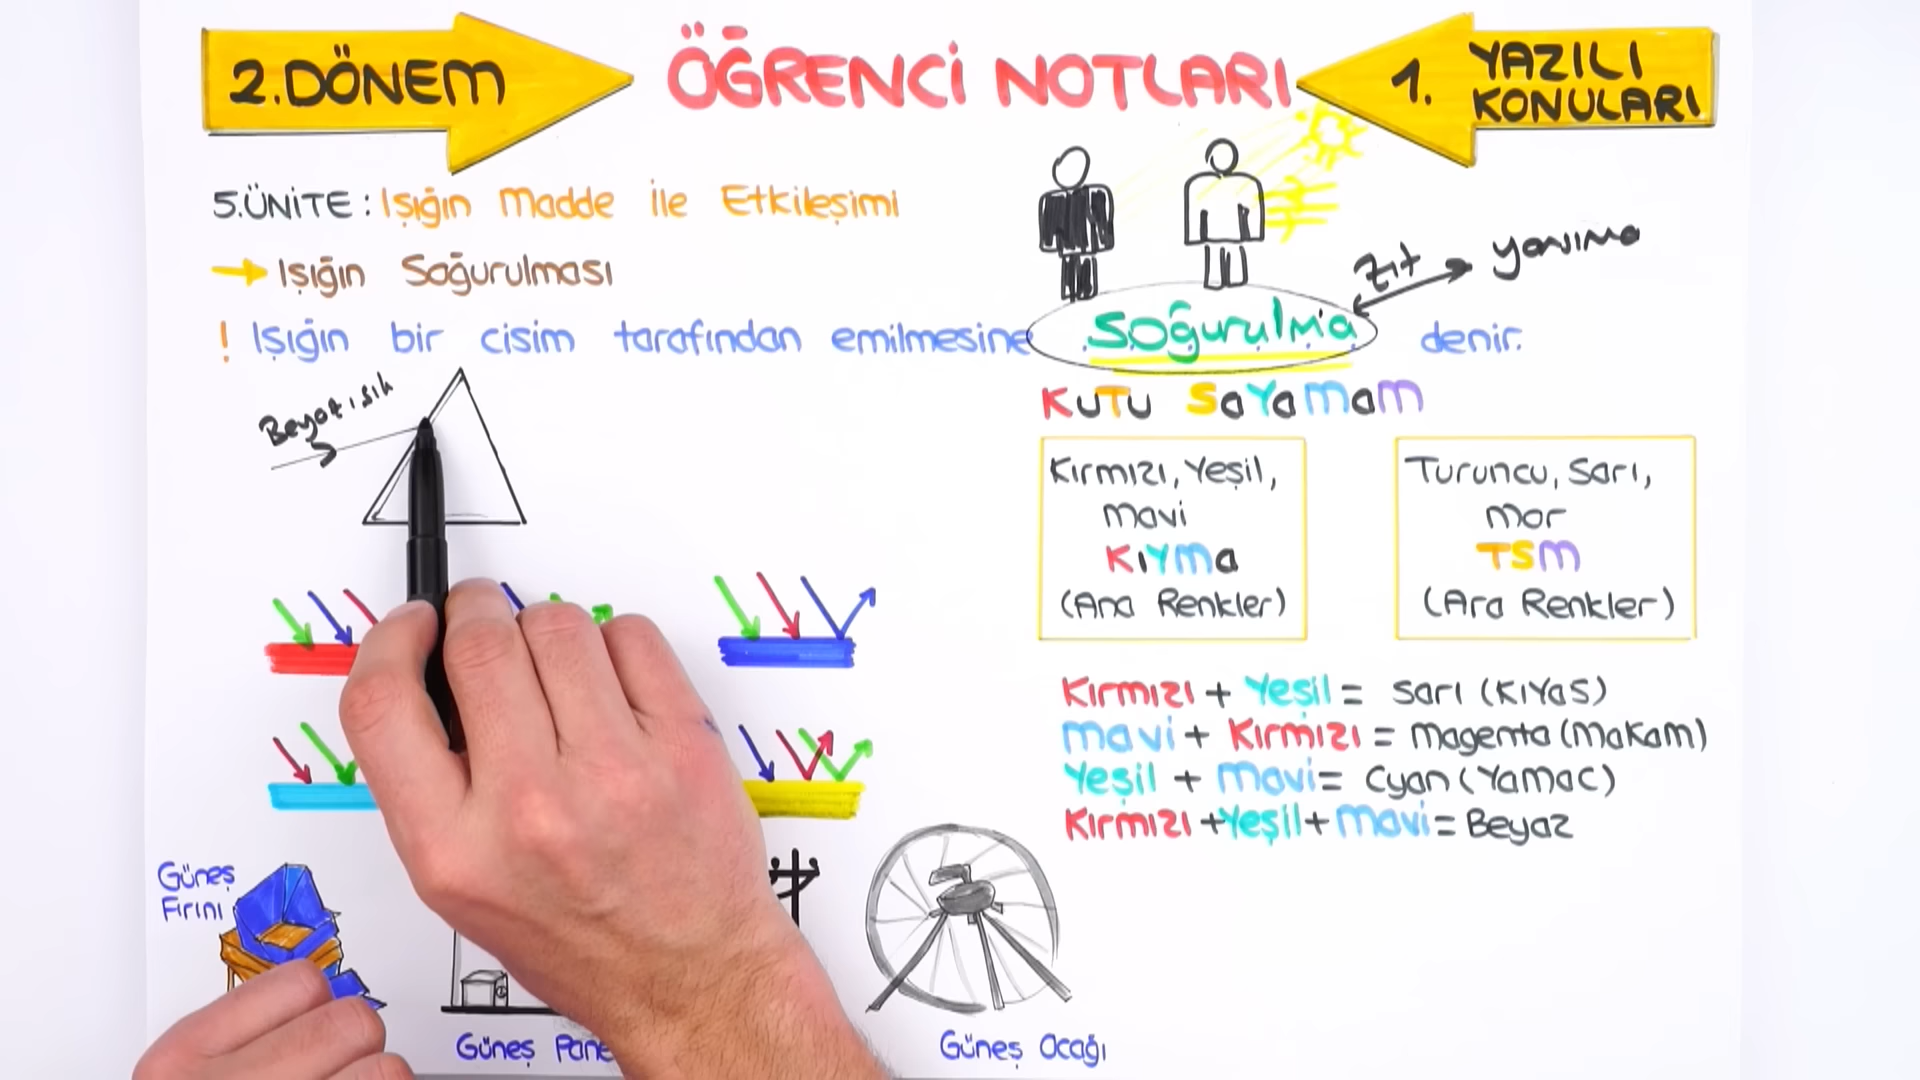 2.DÖNEM
ÖĞRENCİ NOTLARI
1. YAZILI
KONULARI
5.ÜNİTE: Işığın Madde ile Etkileşimi
→ Işığın Soğurulması
! Işığın bir cisim tarafından emilmesine Soğurulma denir.
Zıt
yansıma
Beyaz ışık
KuTu SaYamam
Kırmızı, Yeşil,
mavi
KıYma
(Ana Renkler)
Turuncu, Sarı,
mor
TSM
(Ara Renkler)
Kırmızı + Yeşil = Sarı (KıYaS)
mavi + Kırmızı = magenta (maKam)
Yeşil + mavi = Cyan (Yamac)
Kırmızı + Yeşil + mavi = Beyaz
Güneş
Fırını
Güneş Pane
Güneş Ocağı